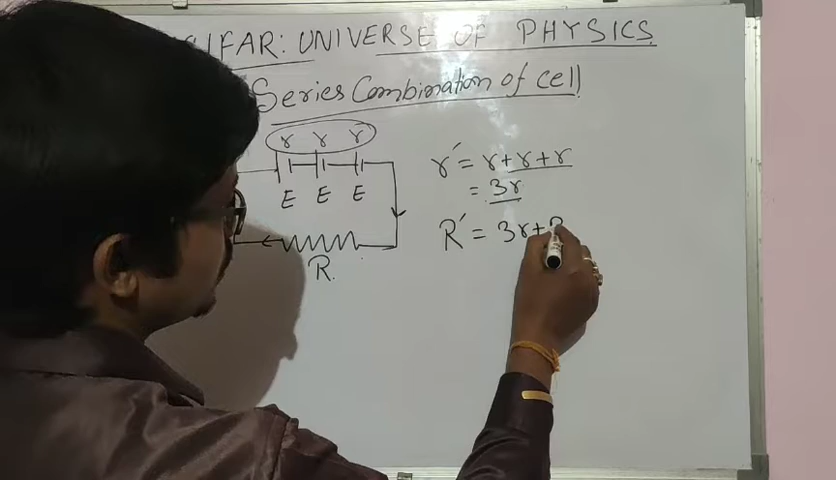 UNIVERSE OF PHYSICS
Series Combination of cell
r r r
E E E
R
r' = r + r + r
= 3r
R' = 3r +